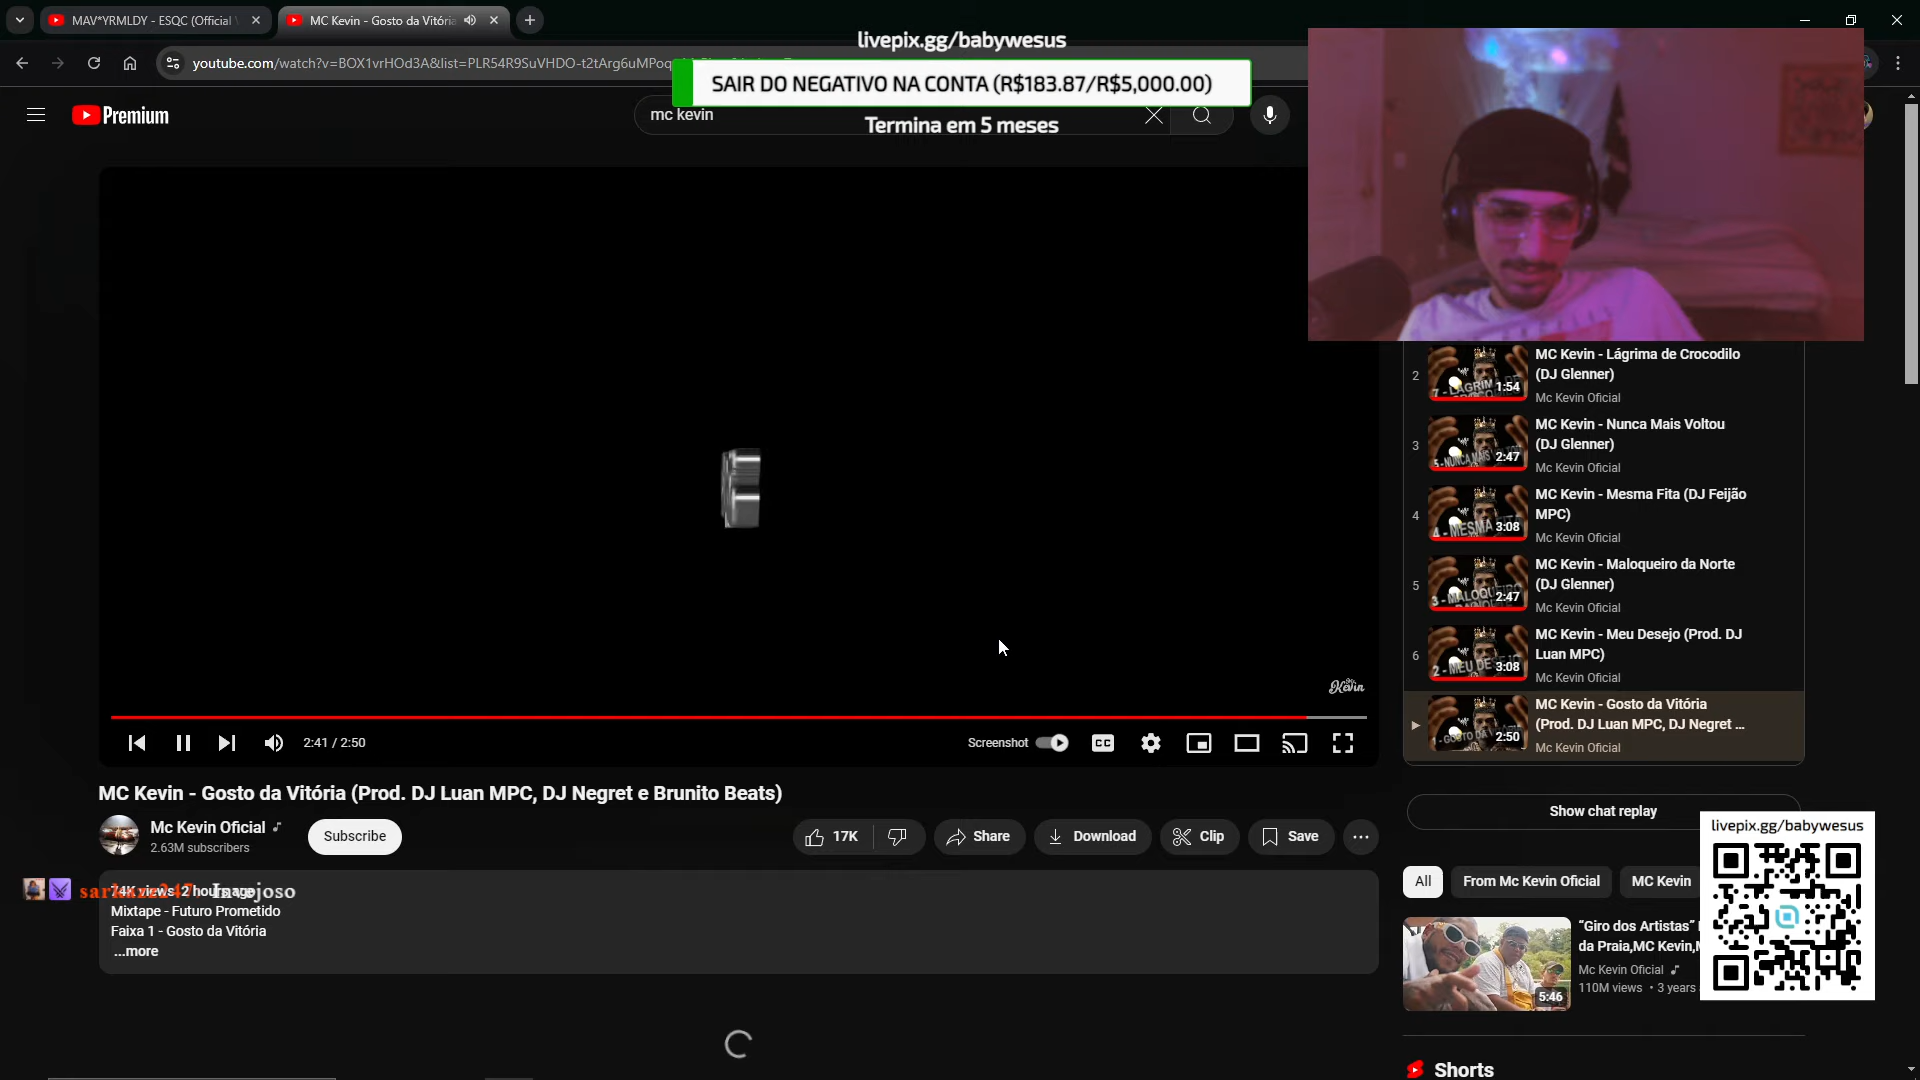 MAV*YRMLDY - ESQC (Official
MC Kevin - Gosto da Vitória
livepix.gg/babywesus
youtube.com/watch?v=BOX1vrHOd3A&list=PLR54R9SuVHDO-t2tArg6uMPoq
SAIR DO NEGATIVO NA CONTA (R$183.87/R$5,000.00)
Premium
mc kevin
Termina em 5 meses
2
MC Kevin - Lágrima de Crocodilo
(DJ Glenner)
1:54
Mc Kevin Oficial
3
MC Kevin - Nunca Mais Voltou
(DJ Glenner)
2:47
Mc Kevin Oficial
4
MC Kevin - Mesma Fita (DJ Feijão
MPC)
3:08
Mc Kevin Oficial
5
MC Kevin - Maloqueiro da Norte
(DJ Glenner)
2:47
Mc Kevin Oficial
6
MC Kevin - Meu Desejo (Prod. DJ
Luan MPC)
3:08
Mc Kevin Oficial
MC Kevin - Gosto da Vitória
(Prod. DJ Luan MPC, DJ Negret ...
2:50
Mc Kevin Oficial
Kevin
2:41 / 2:50
Screenshot
CC
MC Kevin - Gosto da Vitória (Prod. DJ Luan MPC, DJ Negret e Brunito Beats)
Mc Kevin Oficial
2.63M subscribers
Subscribe
17K
Share
Download
Clip
Save
Show chat replay
livepix.gg/babywesus
All
From Mc Kevin Oficial
MC Kevin
74K views 2 hours ago
Invejoso
Mixtape - Futuro Prometido
Faixa 1 - Gosto da Vitória
...more
"Giro dos Artistas"
da Praia,MC Kevin,
Mc Kevin Oficial
110M views • 3 years
5:46
Shorts